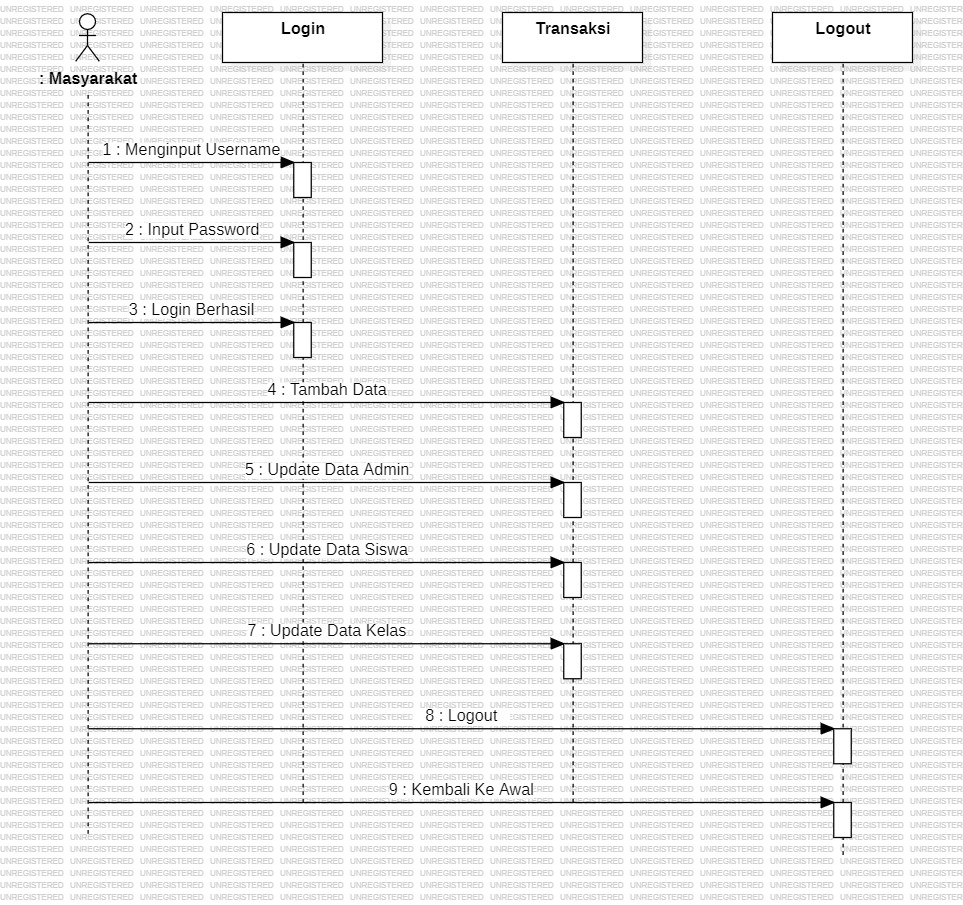 Login
Transaksi
Logout
: Masyarakat
1 : Menginput Username
2 : Input Password
3 : Login Berhasil
4 : Tambah Data
5 : Update Data Admin
6 : Update Data Siswa
7 : Update Data Kelas
8 : Logout
9 : Kembali Ke Awal
UNREGISTERED